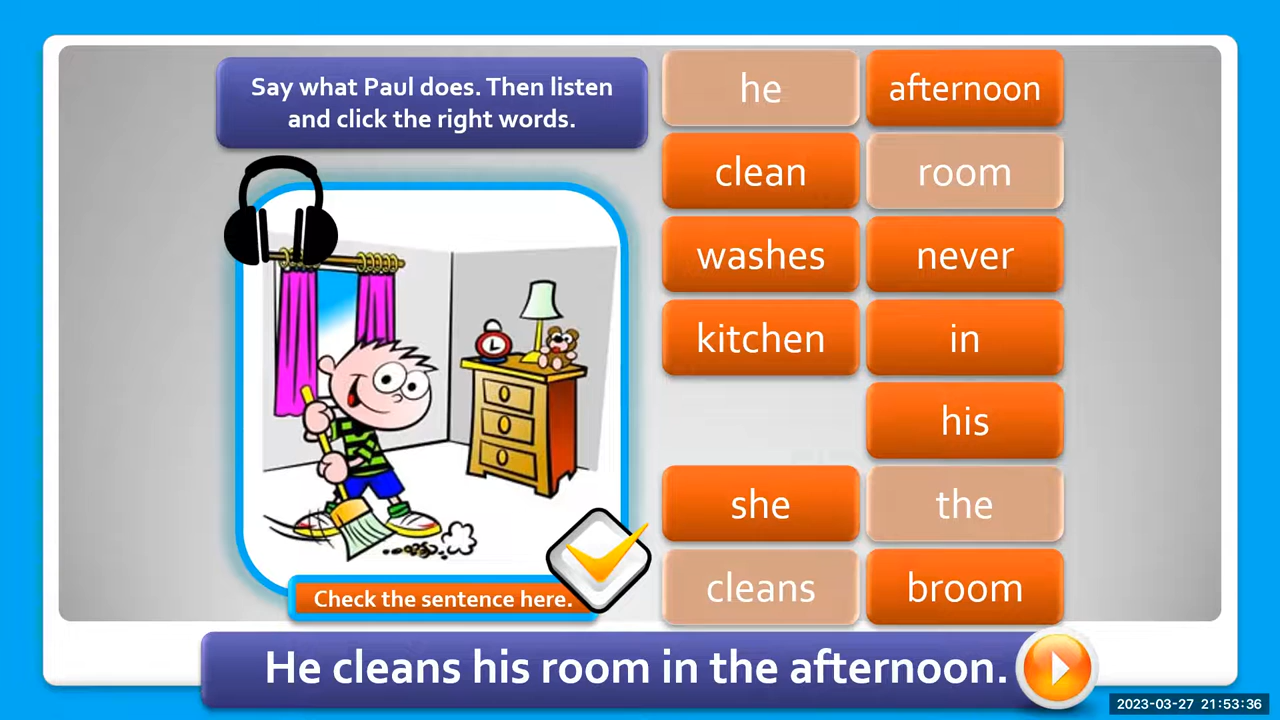 Say what Paul does. Then listen
and click the right words.
he
afternoon
clean
room
washes
never
kitchen
in
his
she
the
cleans
broom
Check the sentence here.
He cleans his room in the afternoon.
2023-03-27 21:53:36